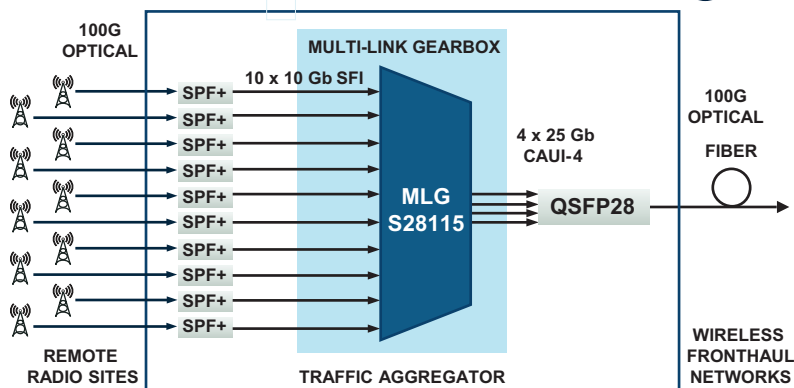 100G
OPTICAL
MULTI-LINK GEARBOX
10 x 10 Gb SFI
SPF+
SPF+
SPF+
SPF+
SPF+
SPF+
SPF+
SPF+
SPF+
SPF+
MLG
S28115
4 x 25 Gb
CAUI-4
QSFP28
100G
OPTICAL
FIBER
REMOTE
RADIO SITES
TRAFFIC AGGREGATOR
WIRELESS
FRONTHAUL
NETWORKS